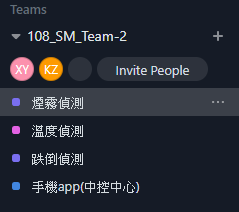 Teams
108_SM_Team-2
XY KZ Invite People
煙霧偵測
溫度偵測
跌倒偵測
手機app(中控中心)